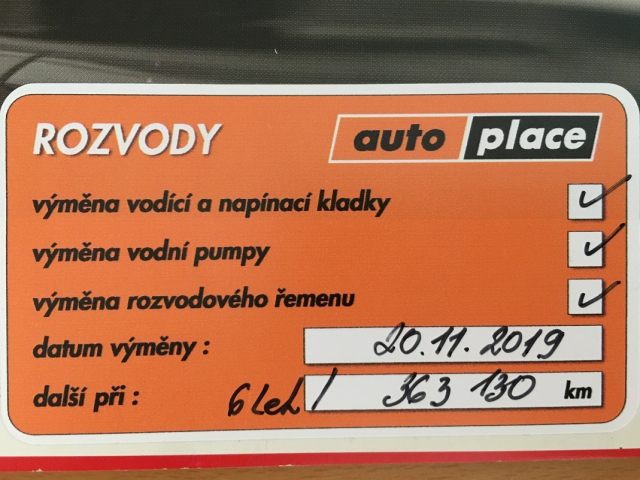 ROZVODY auto place
výměna vodící a napínací kladky
výměna vodní pumpy
výměna rozvodového řemenu
datum výměny : 20.11.2019
další při : 6 let / 363 130 km